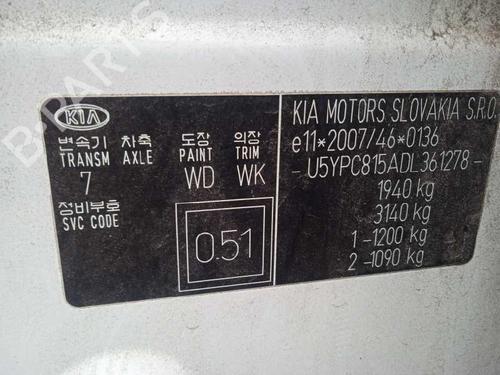 KIA
변속기 차축 도장 의장
TRANSM AXLE PAINT TRIM
7 WD WK
정비부호
SVC CODE
0.51
KIA MOTORS SLOVAKIA S.R.O.
e11*2007/46*0136
- U5YPC815ADL361278 -
1940 kg
3140 kg
1 -1200 kg
2 -1090 kg
B-PARTS